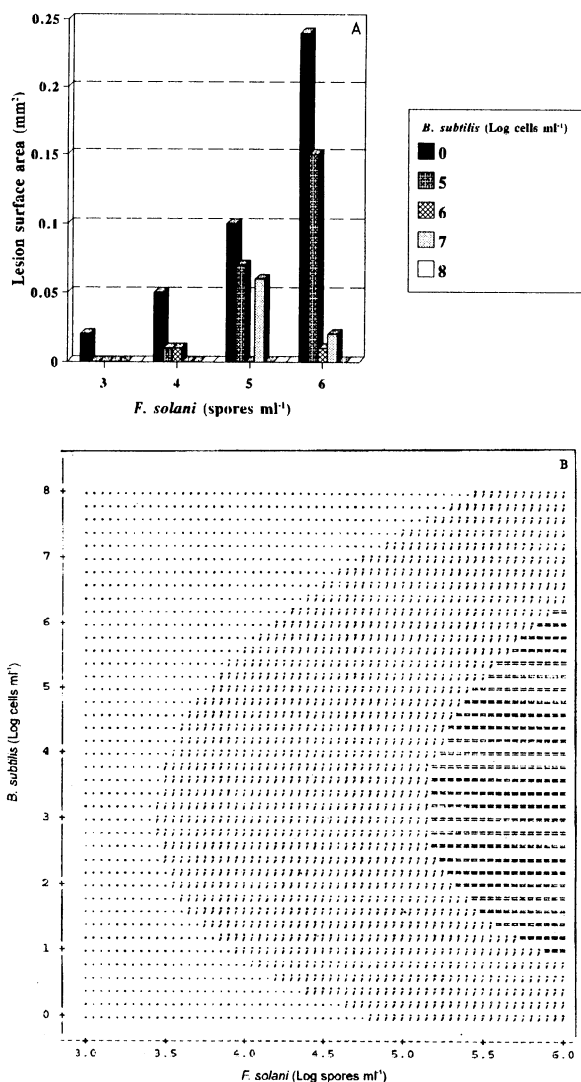 A
0.25
0.2
0.15
0.1
0.05
0
Lesion surface area (mm²)
3 4 5 6
F. solani (spores ml⁻¹)
B. subtilis (Log cells ml⁻¹)
0
5
6
7
8
B
8
7
6
5
4
3
2
1
0
B. subtilis (Log cells ml⁻¹)
3.0 3.5 4.0 4.5 5.0 5.5 6.0
F. solani (Log spores ml⁻¹)